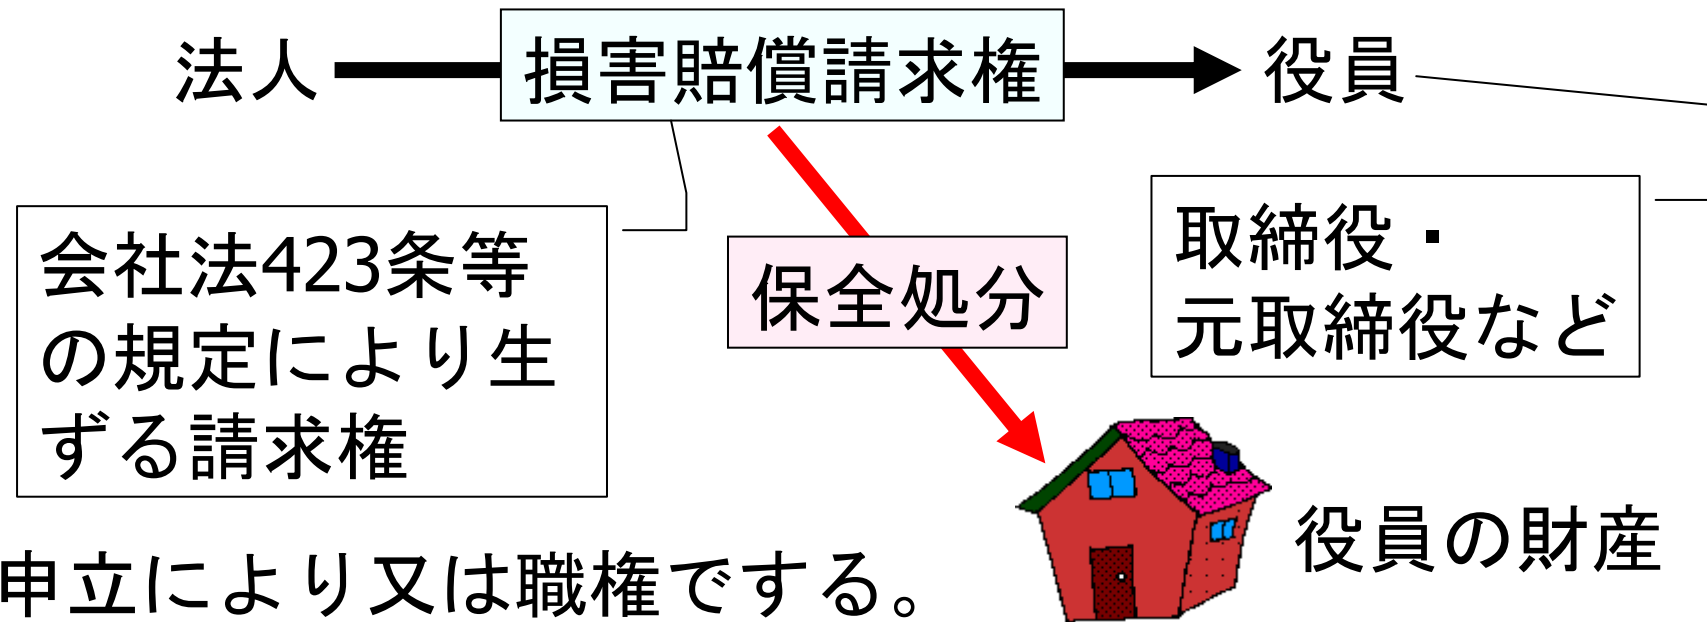 法人
損害賠償請求権
役員
会社法423条等
の規定により生
ずる請求権
保全処分
取締役・
元取締役など
役員の財産
申立により又は職権でする。